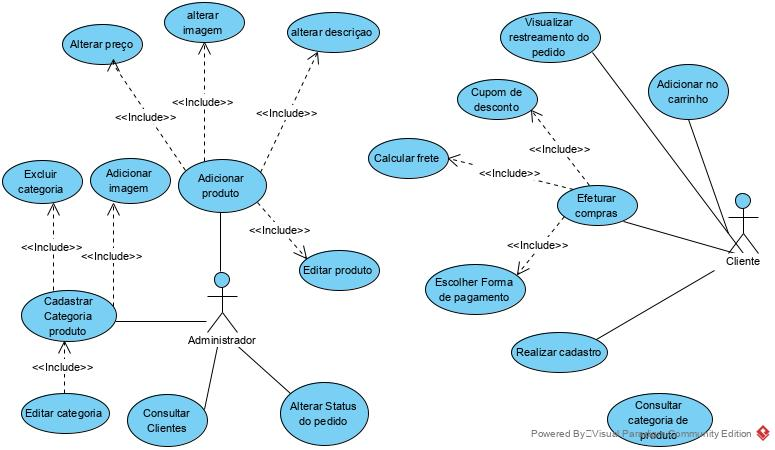 alterar
imagem
Alterar preço
alterar descriçao
Visualizar
restreamento do
pedido
Adicionar no
carrinho
Cupom de
desconto
<<Include>>
<<Include>>
<<Include>>
<<Include>>
Calcular frete
<<Include>>
Excluir
categoria
Adicionar
imagem
Adicionar
produto
Efeturar
compras
<<Include>>
<<Include>>
<<Include>>
<<Include>>
<<Include>>
Editar produto
Cliente
Escolher Forma
de pagamento
Cadastrar
Categoria
produto
Administrador
Realizar cadastro
<<Include>>
Editar categoria
Consultar
Clientes
Alterar Status
do pedido
Consultar
categoria de
produto
Powered By Visual Paradigm Community Edition